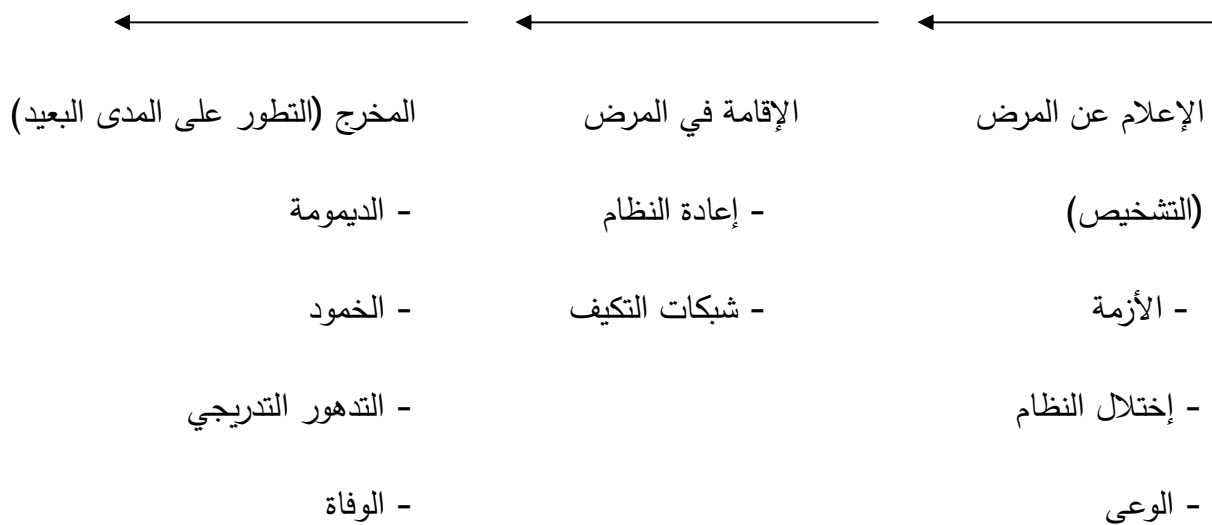 الإعلام عن المرض
(التشخيص)
- الأزمة
- إختلال النظام
- الوعي
الإقامة في المرض
- إعادة النظام
- شبكات التكيف
المخرج (التطور على المدى البعيد)
- الديمومة
- الخمود
- التدهور التدريجي
- الوفاة